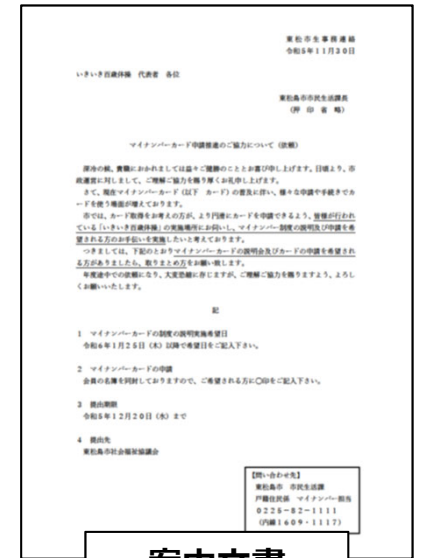 東松市生事務連絡
令和5年11月30日
いきいき百歳体操 代表者 各位
東松島市市民生活課長
（押 印 省 略）
マイナンバーカード申請推進のご協力について（依頼）
深冷の候、貴職におかれましては益々ご健勝のこととお喜び申し上げます。日頃より、市
政運営に対しまして、ご理解ご協力を賜り厚くお礼申し上げます。
さて、現在マイナンバーカード（以下 カード）の普及に伴い、様々な申請や手続きでカ
ードを使う場面が増えております。
市では、カード取得をお考えの方が、より円滑にカードを申請できるよう、皆様が行われ
ている「いきいき百歳体操」の実施場所にお伺いし、マイナンバー制度の説明及び申請を希
望される方のお手伝いを実施したいと考えております。
つきましては、下記のとおりマイナンバーカードの説明会及びカードの申請を希望され
る方がありましたら、取りまとめ方をお願い致します。
年度途中での依頼になり、大変恐縮に存じますが、ご理解ご協力を賜りますよう、よろし
くお願いいたします。
記
1 マイナンバーカードの制度の説明実施希望日
令和6年1月25日（木）以降で希望日をご記入下さい。
2 マイナンバーカードの申請
会員の名簿を同封しておりますので、ご希望される方に〇印をご記入下さい。
3 提出期限
令和5年12月20日（水）まで
4 提出先
東松島市社会福祉協議会
【問い合わせ先】
東松島市 市民生活課
戸籍住民係 マイナンバー担当
0225-82-1111
（内線1609・1117）
案内文書